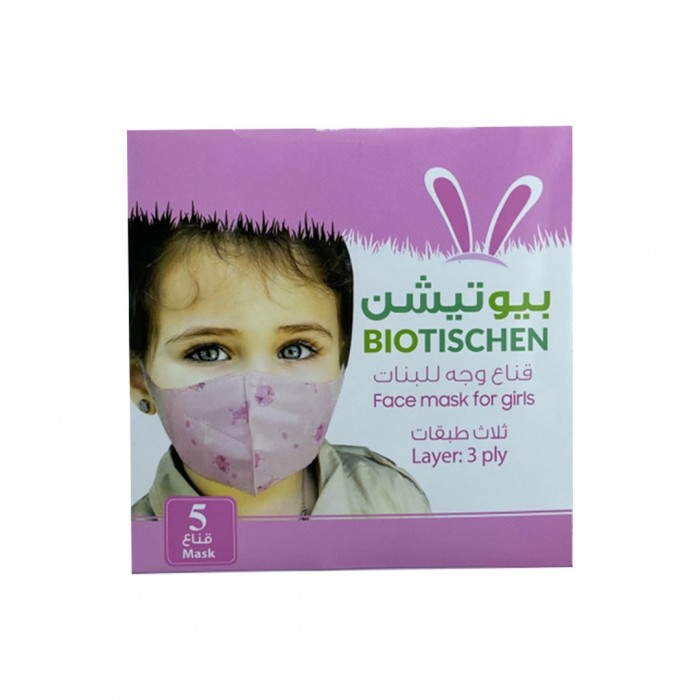 بيوتيشن
BIOTISCHEN
قناع وجه للبنات
Face mask for girls
ثلاث طبقات
Layer: 3 ply
5
قناع
Mask